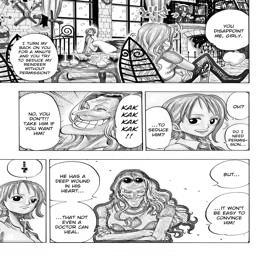 YOU
DISAPPOINT
ME, GIRLY.
I TURN MY
BACK ON YOU
FOR A MINUTE
AND YOU TRY
TO SEDUCE MY
REINDEER
WITHOUT
PERMISSION?
OU?
DO I
NEED
PERMISSION
TO SEDUCE
HIM?
KAK
KAK
KAK
KAK
!!
NO, YOU
DON'T!!
TAKE HIM IF
YOU WANT
HIM!
BUT...
IT WON'T
BE EASY TO
CONVINCE
HIM!
HE HAS A
DEEP WOUND
IN HIS
HEART...
THAT NOT
EVEN A
DOCTOR CAN
HEAL.